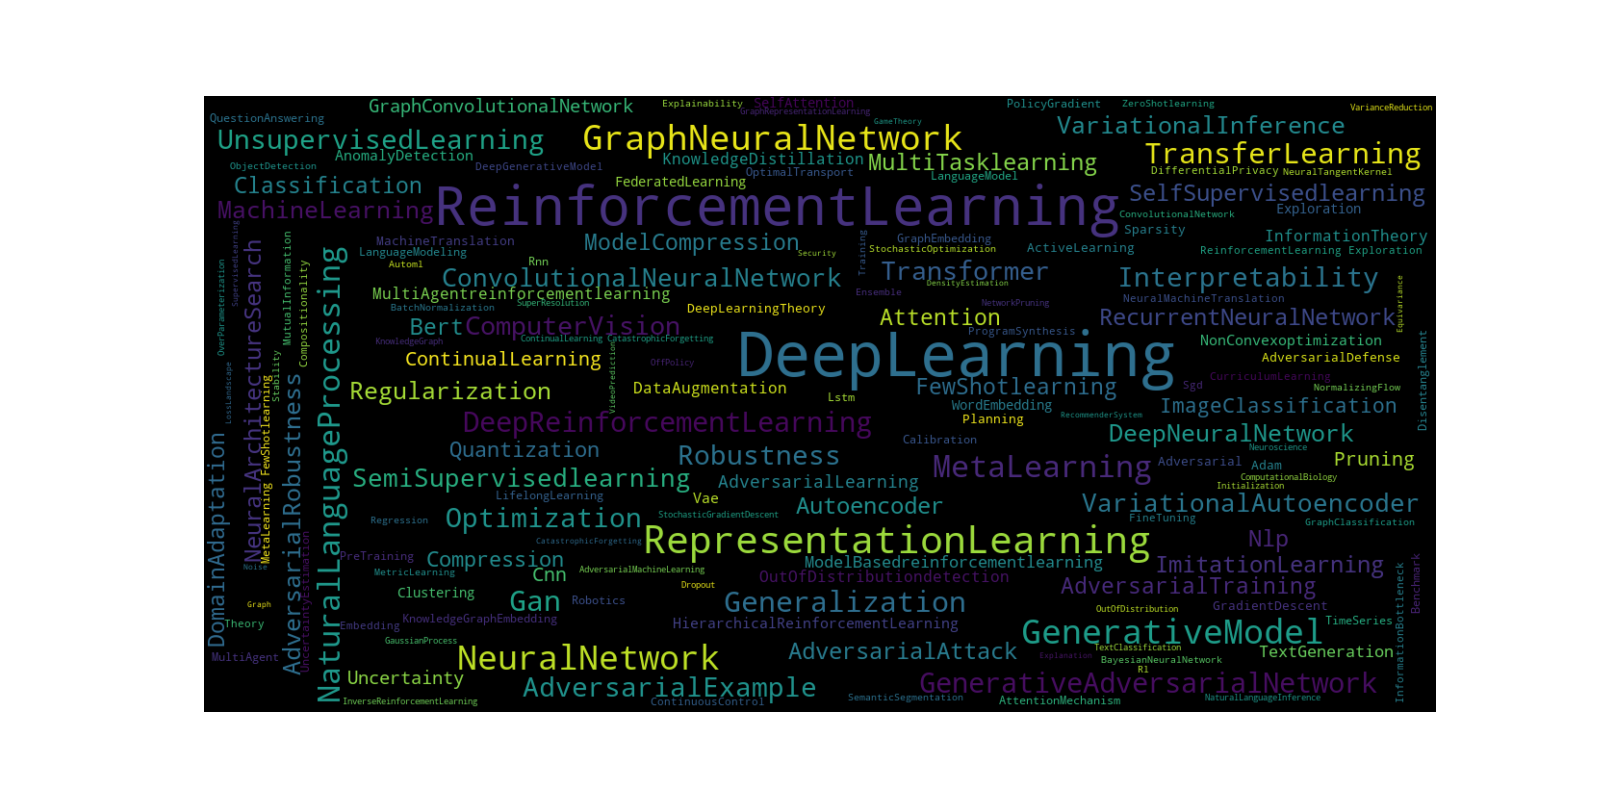 GraphConvolutionalNetwork
Explainability
SelfAttention
GraphRepresentationLearning
PolicyGradient
ZeroShotlearning
VarianceReduction
QuestionAnswering
GameTheory
UnsupervisedLearning
GraphNeuralNetwork
VariationalInference
AnomalyDetection
KnowledgeDistillation
MultiTasklearning
TransferLearning
ObjectDetection
DeepGenerativeModel
OptimalTransport
LanguageModel
DifferentialPrivacy
NeuralTangentKernel
Classification
FederatedLearning
SelfSupervisedlearning
MachineLearning
ReinforcementLearning
ConvolutionalNetwork
Exploration
Sparsity
InformationTheory
MachineTranslation
ModelCompression
GraphEmbedding
StochasticOptimization
ActiveLearning
ReinforcementLearning Exploration
LanguageModeling
Security
Training
Automl
Rnn
ConvolutionalNeuralNetwork
Transformer
DensityEstimation
Interpretability
MultiAgentreinforcementlearning
Ensemble
NeuralMachineTranslation
SuperResolution
NetworkPruning
BatchNormalization
DeepLearningTheory
Attention
RecurrentNeuralNetwork
Equivariance
Bert
ComputerVision
ProgramSynthesis
KnowledgeGraph
ContinualLearning CatastrophicForgetting
NonConvexoptimization
ContinualLearning
OffPolicy
DeepLearning
AdversarialDefense
VideoPrediction
CurriculumLearning
Regularization
DataAugmentation
FewShotlearning
Sgd
NormalizingFlow
Disentanglement
Lstm
WordEmbedding
ImageClassification
RecommenderSystem
DeepReinforcementLearning
Planning
DeepNeuralNetwork
Calibration
Neuroscience
Quantization
Robustness
MetaLearning
Adversarial
Adam
Pruning
SemiSupervisedlearning
AdversarialLearning
ComputationalBiology
Initialization
LifelongLearning
Vae
Autoencoder
VariationalAutoencoder
Regression
Optimization
StochasticGradientDescent
FineTuning
GraphClassification
CatastrophicForgetting
RepresentationLearning
Nlp
PreTraining
Compression
ModelBasedreinforcementlearning
ImitationLearning
MetricLearning
Cnn
AdversarialMachineLearning
OutOfDistributiondetection
Dropout
AdversarialTraining
Clustering
Gan
Robotics
Generalization
OutOfDistribution
GradientDescent
Benchmark
InformationBottleneck
KnowledgeGraphEmbedding
Embedding
HierarchicalReinforcementLearning
GenerativeModel
TimeSeries
GaussianProcess
NeuralNetwork
AdversarialAttack
Explanation
TextClassification
BayesianNeuralNetwork
Rl
TextGeneration
Uncertainty
AdversarialExample
GenerativeAdversarialNetwork
InverseReinforcementLearning
ContinuousControl
SemanticSegmentation
AttentionMechanism
NaturalLanguageInference
OverParameterization
SupervisedLearning
NeuralArchitectureSearch
MutualInformation
Compositionality
NaturalLanguageProcessing
Stability
LossLandscape
MetaLearning FewShotlearning
AdversarialRobustness
DomainAdaptation
UncertaintyEstimation
Noise
Graph
Theory
MultiAgent